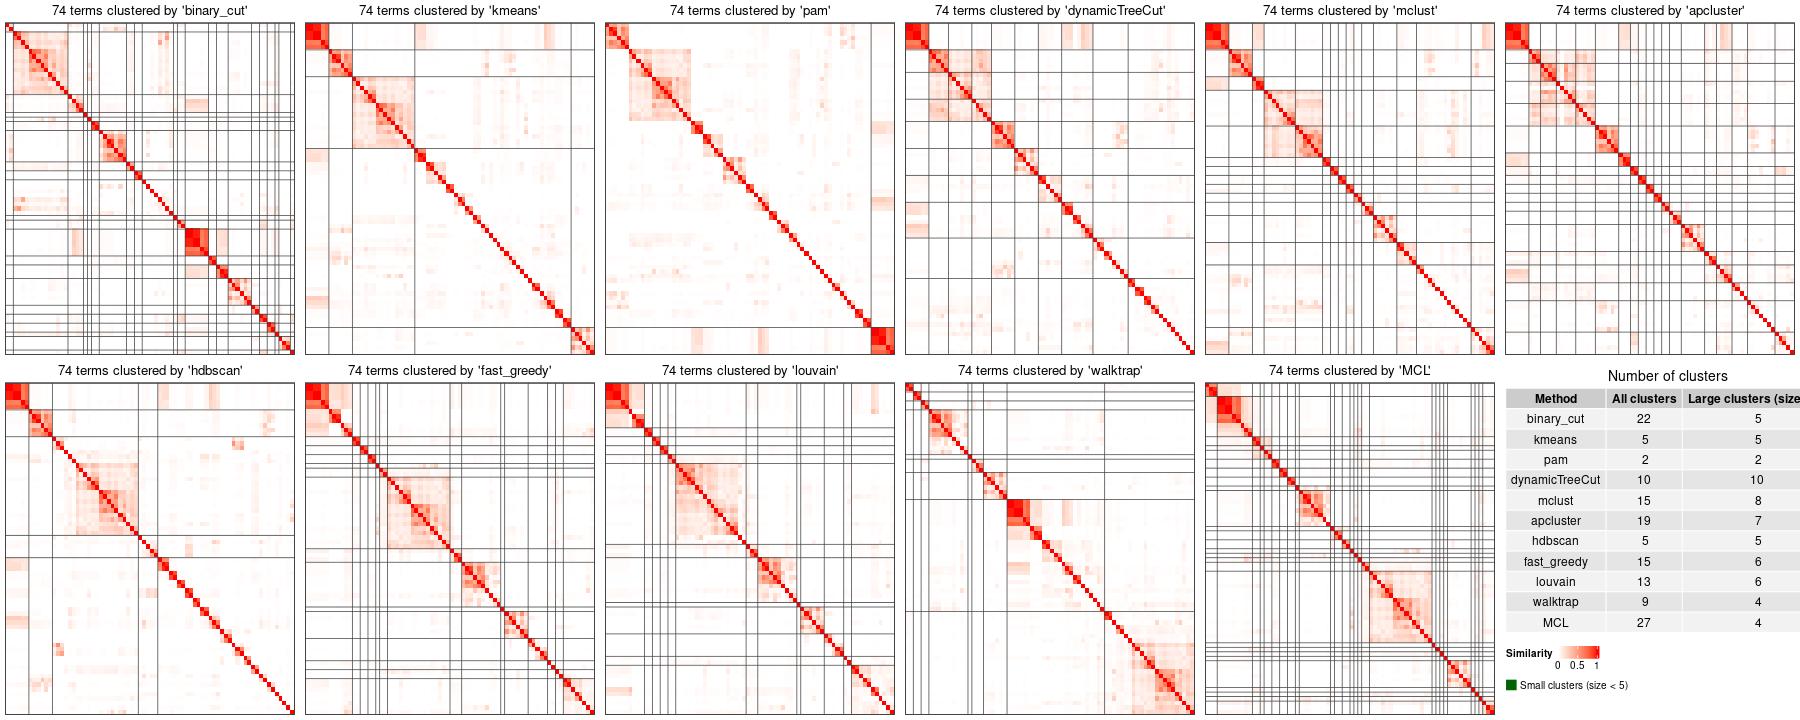 74 terms clustered by 'binary_cut'
74 terms clustered by 'kmeans'
74 terms clustered by 'pam'
74 terms clustered by 'dynamicTreeCut'
74 terms clustered by 'mclust'
74 terms clustered by 'apcluster'
74 terms clustered by 'hdbscan'
74 terms clustered by 'fast_greedy'
74 terms clustered by 'louvain'
74 terms clustered by 'walktrap'
74 terms clustered by 'MCL'
Number of clusters
Method All clusters Large clusters (size
binary_cut 22 5
kmeans 5 5
pam 2 2
dynamicTreeCut 10 10
mclust 15 8
apcluster 19 7
hdbscan 5 5
fast_greedy 15 6
louvain 13 6
walktrap 9 4
MCL 27 4
Similarity
0 0.5 1
Small clusters (size < 5)